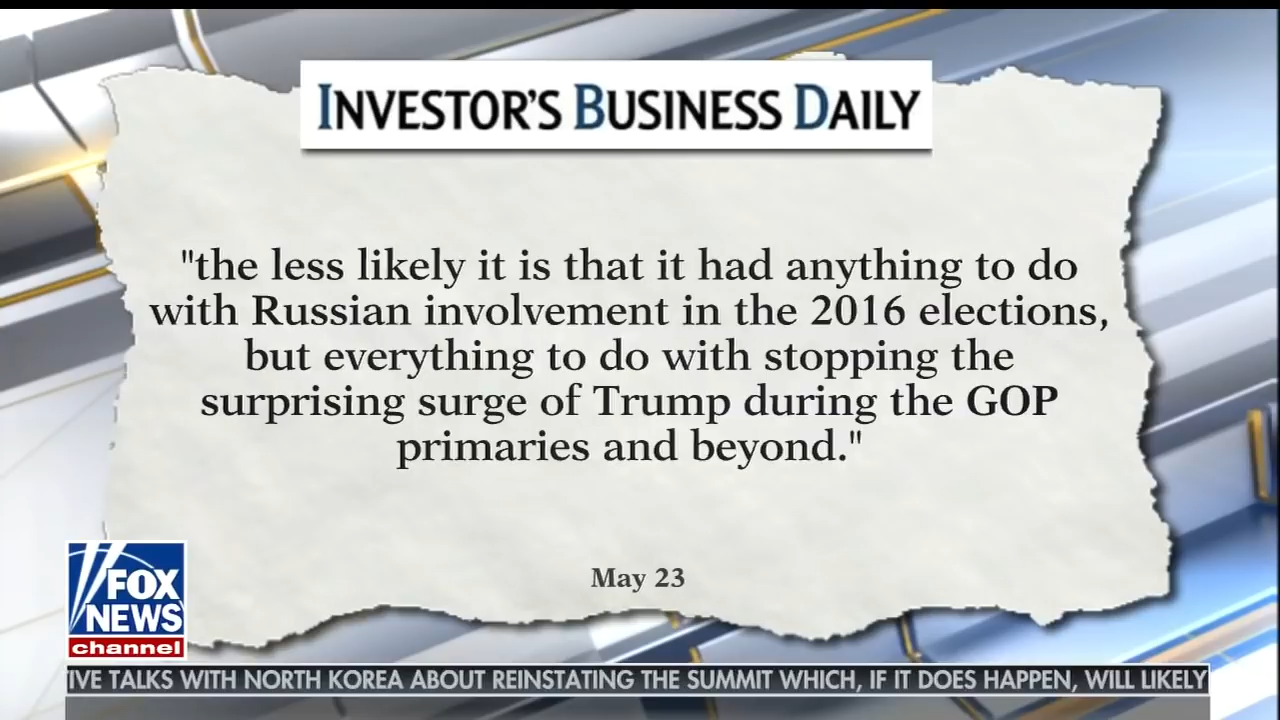 INVESTOR'S BUSINESS DAILY
"the less likely it is that it had anything to do
with Russian involvement in the 2016 elections,
but everything to do with stopping the
surprising surge of Trump during the GOP
primaries and beyond."
May 23
FOX
NEWS
channel
IVE TALKS WITH NORTH KOREA ABOUT REINSTATING THE SUMMIT WHICH, IF IT DOES HAPPEN, WILL LIKELY